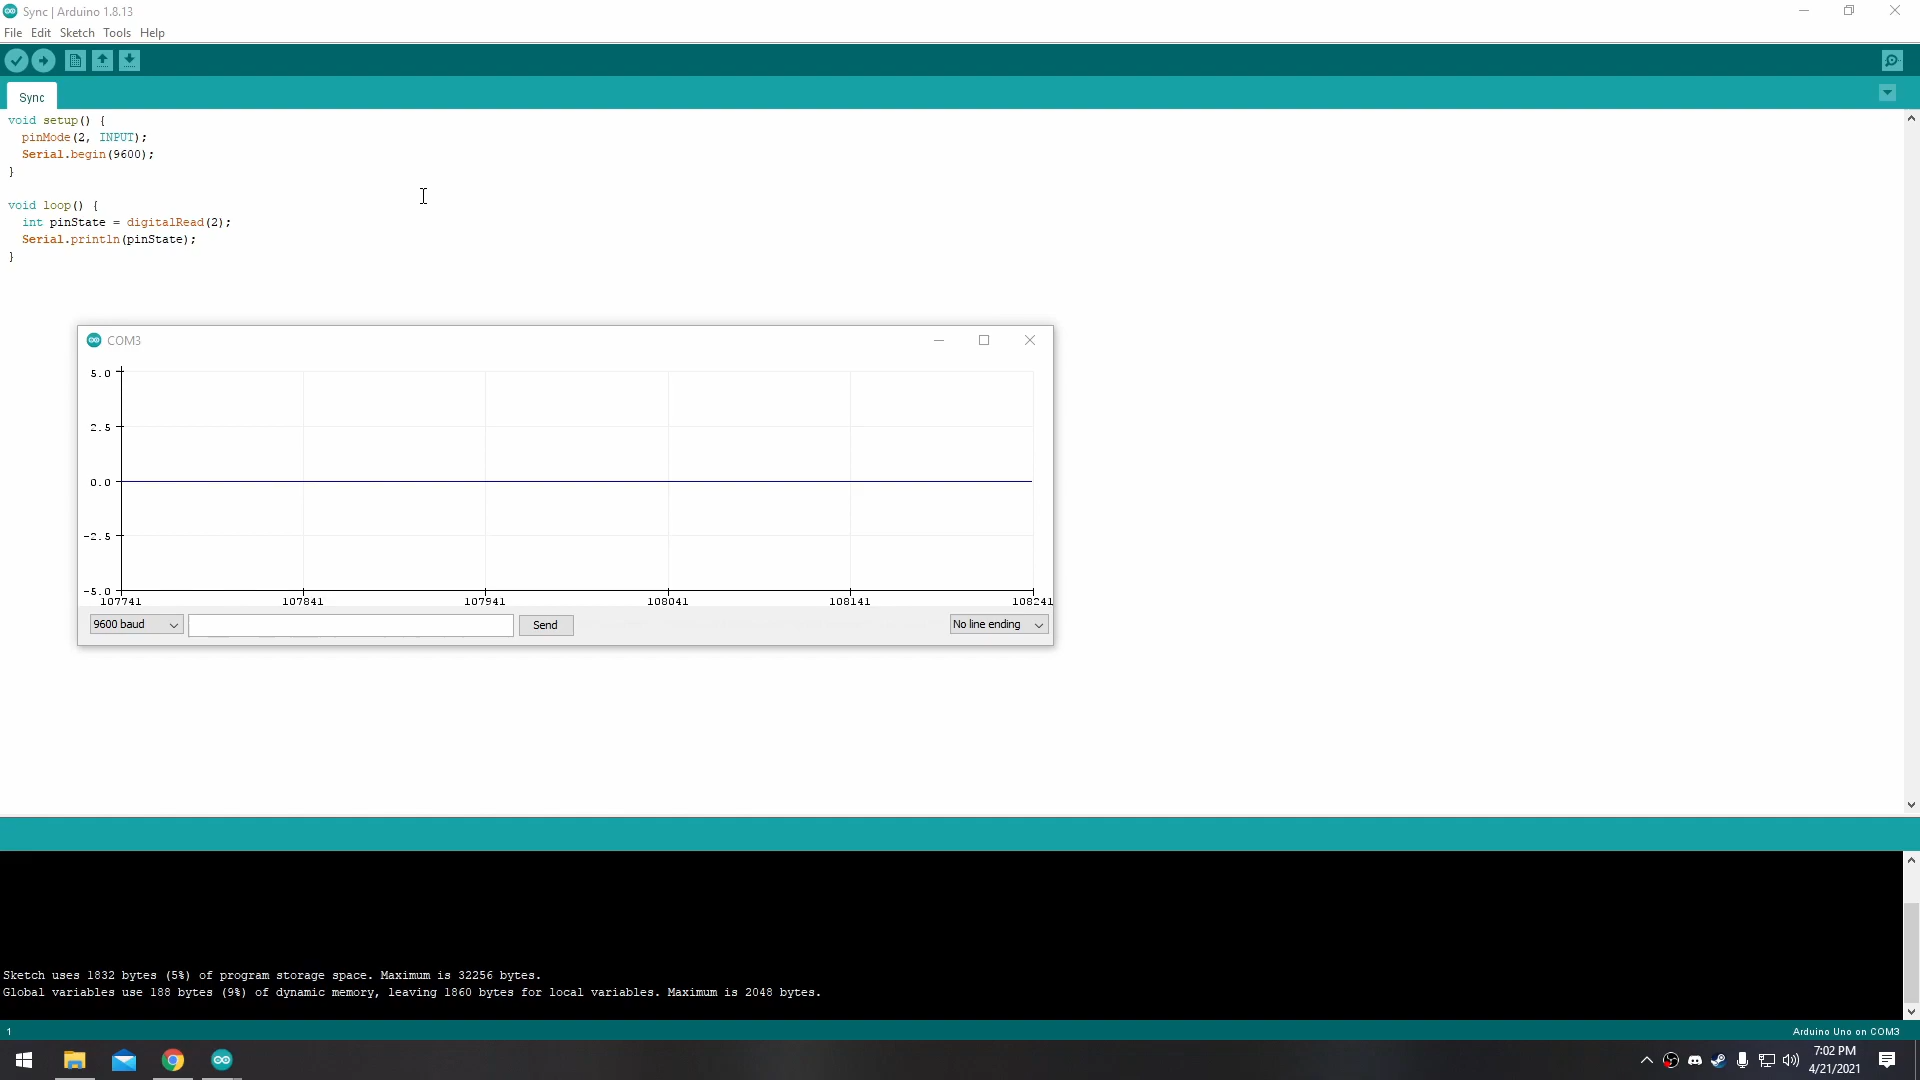 Sync | Arduino 1.8.13
File Edit Sketch Tools Help
Sync
void setup() {
  pinMode(2, INPUT);
  Serial.begin(9600);
}
void loop() {
  int pinState = digitalRead(2);
  Serial.println(pinState);
}
COM3
5.0
2.5
0.0
-2.5
-5.0
107741 107841 107941 108041 108141 108241
9600 baud Send No line ending
Sketch uses 1832 bytes (5%) of program storage space. Maximum is 32256 bytes.
Global variables use 188 bytes (9%) of dynamic memory, leaving 1860 bytes for local variables. Maximum is 2048 bytes.
1 Arduino Uno on COM3
7:02 PM
4/21/2021